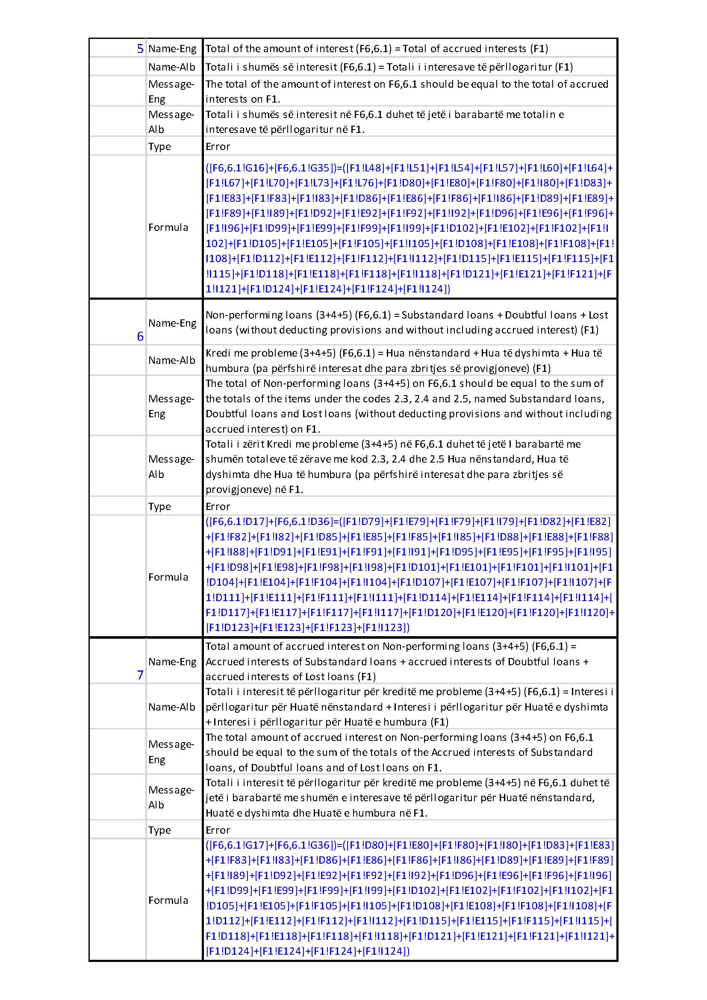 5 Name-Eng Total of the amount of interest (F6,6.1) = Total of accrued interests (F1)
Name-Alb Totali i shumës së interesit (F6,6.1) = Totali i interesave të përllogaritur (F1)
Message-Eng The total of the amount of interest on F6,6.1 should be equal to the total of accrued
interests on F1.
Message-Alb Totali i shumës së interesit në F6,6.1 duhet të jetë i barabartë me totalin e
interesave të përllogaritur në F1.
Type Error
Formula
([F6,6.1!G16]+[F6,6.1!G35])=([F1!L48]+[F1!L51]+[F1!L54]+[F1!L57]+[F1!L60]+[F1!L64]+
[F1!L67]+[F1!L70]+[F1!L73]+[F1!L76]+[F1!D80]+[F1!E80]+[F1!F80]+[F1!I80]+[F1!D83]+
[F1!E83]+[F1!F83]+[F1!I83]+[F1!D86]+[F1!E86]+[F1!F86]+[F1!I86]+[F1!D89]+[F1!E89]+
[F1!F89]+[F1!I89]+[F1!D92]+[F1!E92]+[F1!F92]+[F1!I92]+[F1!D96]+[F1!E96]+[F1!F96]+
[F1!I96]+[F1!D99]+[F1!E99]+[F1!F99]+[F1!I99]+[F1!D102]+[F1!E102]+[F1!F102]+[F1!I
102]+[F1!D105]+[F1!E105]+[F1!F105]+[F1!I105]+[F1!D108]+[F1!E108]+[F1!F108]+[F1!
I108]+[F1!D112]+[F1!E112]+[F1!F112]+[F1!I112]+[F1!D115]+[F1!E115]+[F1!F115]+[F1
!I115]+[F1!D118]+[F1!E118]+[F1!F118]+[F1!I118]+[F1!D121]+[F1!E121]+[F1!F121]+[F
1!I121]+[F1!D124]+[F1!E124]+[F1!F124]+[F1!I124])
6 Name-Eng Non-performing loans (3+4+5) (F6,6.1) = Substandard loans + Doubtful loans + Lost
loans (without deducting provisions and without including accrued interest) (F1)
Name-Alb Kredi me probleme (3+4+5) (F6,6.1) = Hua nënstandard + Hua të dyshimta + Hua të
humbura (pa përfshirë interesat dhe para zbritjes së provigjoneve) (F1)
Message-Eng The total of Non-performing loans (3+4+5) on F6,6.1 should be equal to the sum of
the totals of the items under the codes 2.3, 2.4 and 2.5, named Substandard loans,
Doubtful loans and Lost loans (without deducting provisions and without including
accrued interest) on F1.
Message-Alb Totali i zërit Kredi me probleme (3+4+5) në F6,6.1 duhet të jetë I barabartë me
shumën totaleve të zërave me kod 2.3, 2.4 dhe 2.5 Hua nënstandard, Hua të
dyshimta dhe Hua të humbura (pa përfshirë interesat dhe para zbritjes së
provigjoneve) në F1.
Type Error
Formula
([F6,6.1!D17]+[F6,6.1!D36]=([F1!D79]+[F1!E79]+[F1!F79]+[F1!I79]+[F1!D82]+[F1!E82]
+[F1!F82]+[F1!I82]+[F1!D85]+[F1!E85]+[F1!F85]+[F1!I85]+[F1!D88]+[F1!E88]+[F1!F88]
+[F1!I88]+[F1!D91]+[F1!E91]+[F1!F91]+[F1!I91]+[F1!D95]+[F1!E95]+[F1!F95]+[F1!I95]
+[F1!D98]+[F1!E98]+[F1!F98]+[F1!I98]+[F1!D101]+[F1!E101]+[F1!F101]+[F1!I101]+[F1
!D104]+[F1!E104]+[F1!F104]+[F1!I104]+[F1!D107]+[F1!E107]+[F1!F107]+[F1!I107]+[F
1!D111]+[F1!E111]+[F1!F111]+[F1!I111]+[F1!D114]+[F1!E114]+[F1!F114]+[F1!I114]+[
F1!D117]+[F1!E117]+[F1!F117]+[F1!I117]+[F1!D120]+[F1!E120]+[F1!F120]+[F1!I120]+
[F1!D123]+[F1!E123]+[F1!F123]+[F1!I123])
7 Name-Eng Total amount of accrued interest on Non-performing loans (3+4+5) (F6,6.1) =
Accrued interests of Substandard loans + accrued interests of Doubtful loans +
accrued interests of Lost loans (F1)
Name-Alb Totali i interesit të përllogaritur për kreditë me probleme (3+4+5) (F6,6.1) = Interesi i
përllogaritur për Huatë nënstandard + Interesi i përllogaritur për Huatë e dyshimta
+ Interesi i përllogaritur për Huatë e humbura (F1)
Message-Eng The total amount of accrued interest on Non-performing loans (3+4+5) on F6,6.1
should be equal to the sum of the totals of the Accrued interests of Substandard
loans, of Doubtful loans and of Lost loans on F1.
Message-Alb Totali i interesit të përllogaritur për kreditë me probleme (3+4+5) në F6,6.1 duhet të
jetë i barabartë me shumën e interesave të përllogaritur për Huatë nënstandard,
Huatë e dyshimta dhe Huatë e humbura në F1.
Type Error
Formula
([F6,6.1!G17]+[F6,6.1!G36])=([F1!D80]+[F1!E80]+[F1!F80]+[F1!I80]+[F1!D83]+[F1!E83]
+[F1!F83]+[F1!I83]+[F1!D86]+[F1!E86]+[F1!F86]+[F1!I86]+[F1!D89]+[F1!E89]+[F1!F89]
+[F1!I89]+[F1!D92]+[F1!E92]+[F1!F92]+[F1!I92]+[F1!D96]+[F1!E96]+[F1!F96]+[F1!I96]
+[F1!D99]+[F1!E99]+[F1!F99]+[F1!I99]+[F1!D102]+[F1!E102]+[F1!F102]+[F1!I102]+[F1
!D105]+[F1!E105]+[F1!F105]+[F1!I105]+[F1!D108]+[F1!E108]+[F1!F108]+[F1!I108]+[F
1!D112]+[F1!E112]+[F1!F112]+[F1!I112]+[F1!D115]+[F1!E115]+[F1!F115]+[F1!I115]+[
F1!D118]+[F1!E118]+[F1!F118]+[F1!I118]+[F1!D121]+[F1!E121]+[F1!F121]+[F1!I121]+
[F1!D124]+[F1!E124]+[F1!F124]+[F1!I124])